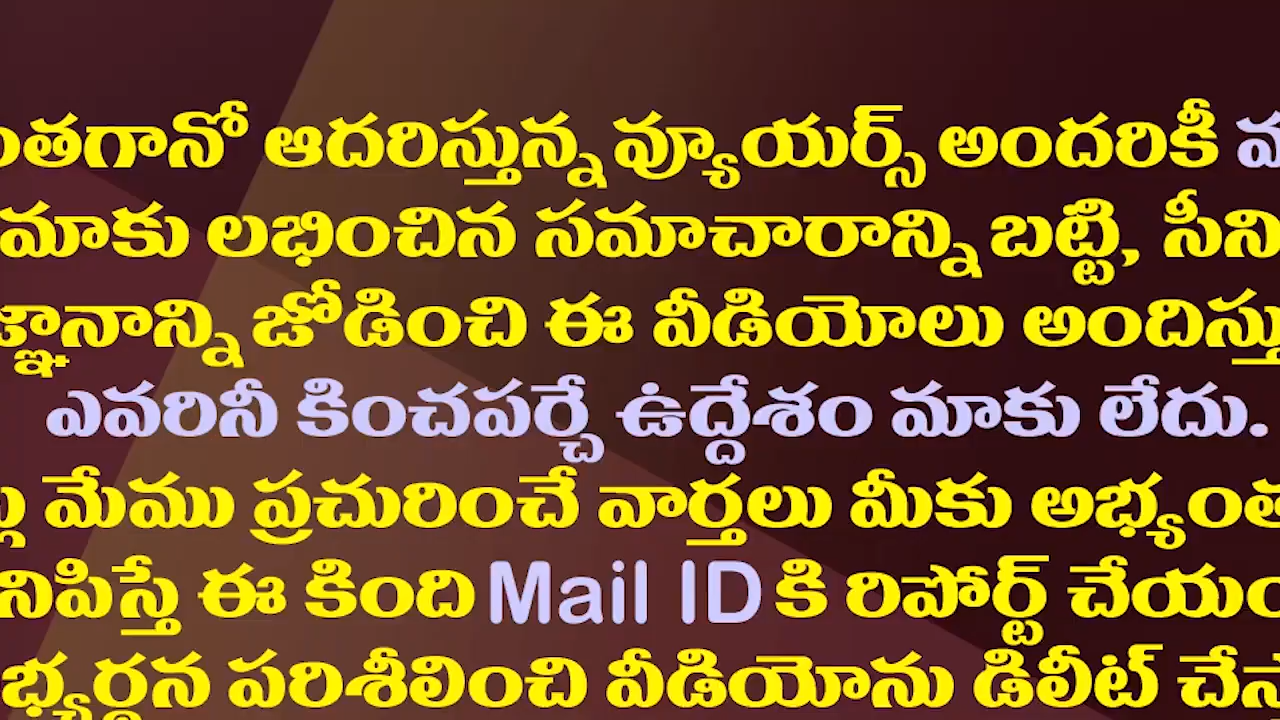 ఆదరిస్తున్న వ్యూయర్స్ అందరికీ
మాకు లభించిన సమాచారాన్ని బట్టి,
జోడించి ఈ వీడియోలు
ఎవరినీ కించపర్చే ఉద్దేశం మాకు లేదు.
మేము ప్రచురించే వార్తలు మీకు
ఈ కింది Mail ID కి రిపోర్ట్
పరిశీలించి వీడియోను డిలీట్